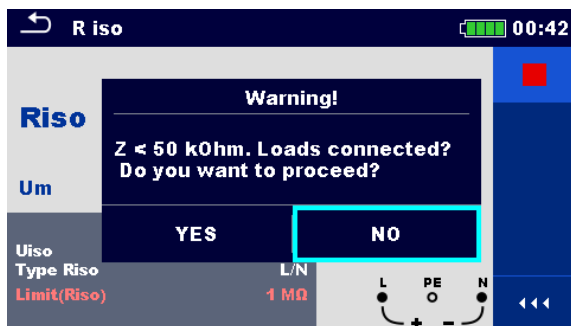 R iso 00:42
Warning!
Riso
Z < 50 kOhm. Loads connected?
Do you want to proceed?
Um
YES NO
Uiso
Type Riso L/N
Limit(Riso) 1 MΩ
L PE N
+ -